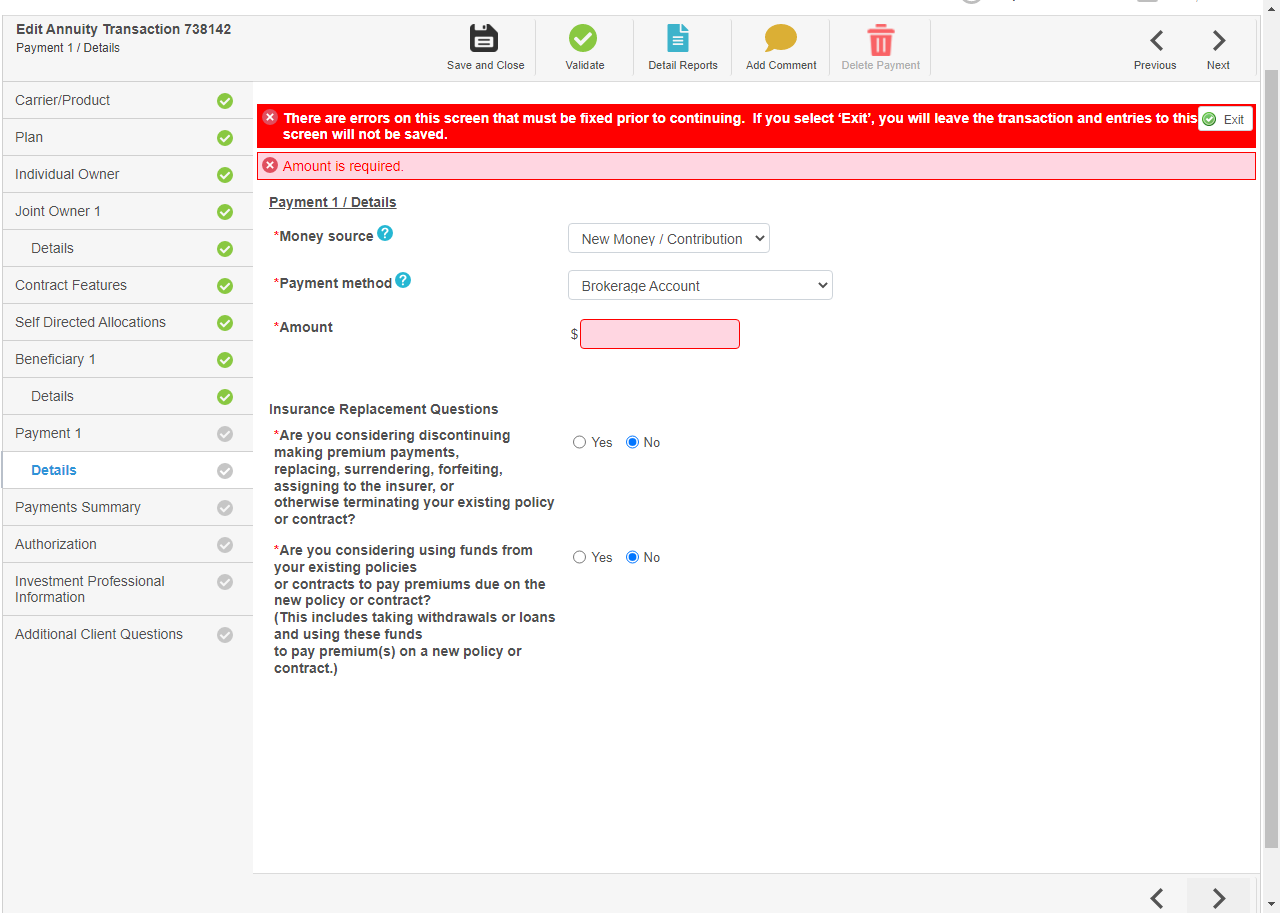 Edit Annuity Transaction 738142
Payment 1 / Details
Save and Close
Validate
Detail Reports
Add Comment
Delete Payment
Previous
Next
Carrier/Product
Plan
Individual Owner
Joint Owner 1
Details
Contract Features
Self Directed Allocations
Beneficiary 1
Details
Payment 1
Details
Payments Summary
Authorization
Investment Professional
Information
Additional Client Questions
There are errors on this screen that must be fixed prior to continuing. If you select ‘Exit’, you will leave the transaction and entries to this
screen will not be saved.
Exit
Amount is required.
Payment 1 / Details
*Money source ?
New Money / Contribution
*Payment method ?
Brokerage Account
*Amount
$
Insurance Replacement Questions
*Are you considering discontinuing
making premium payments,
replacing, surrendering, forfeiting,
assigning to the insurer, or
otherwise terminating your existing policy
or contract?
Yes No
*Are you considering using funds from
your existing policies
or contracts to pay premiums due on the
new policy or contract?
(This includes taking withdrawals or loans
and using these funds
to pay premium(s) on a new policy or
contract.)
Yes No